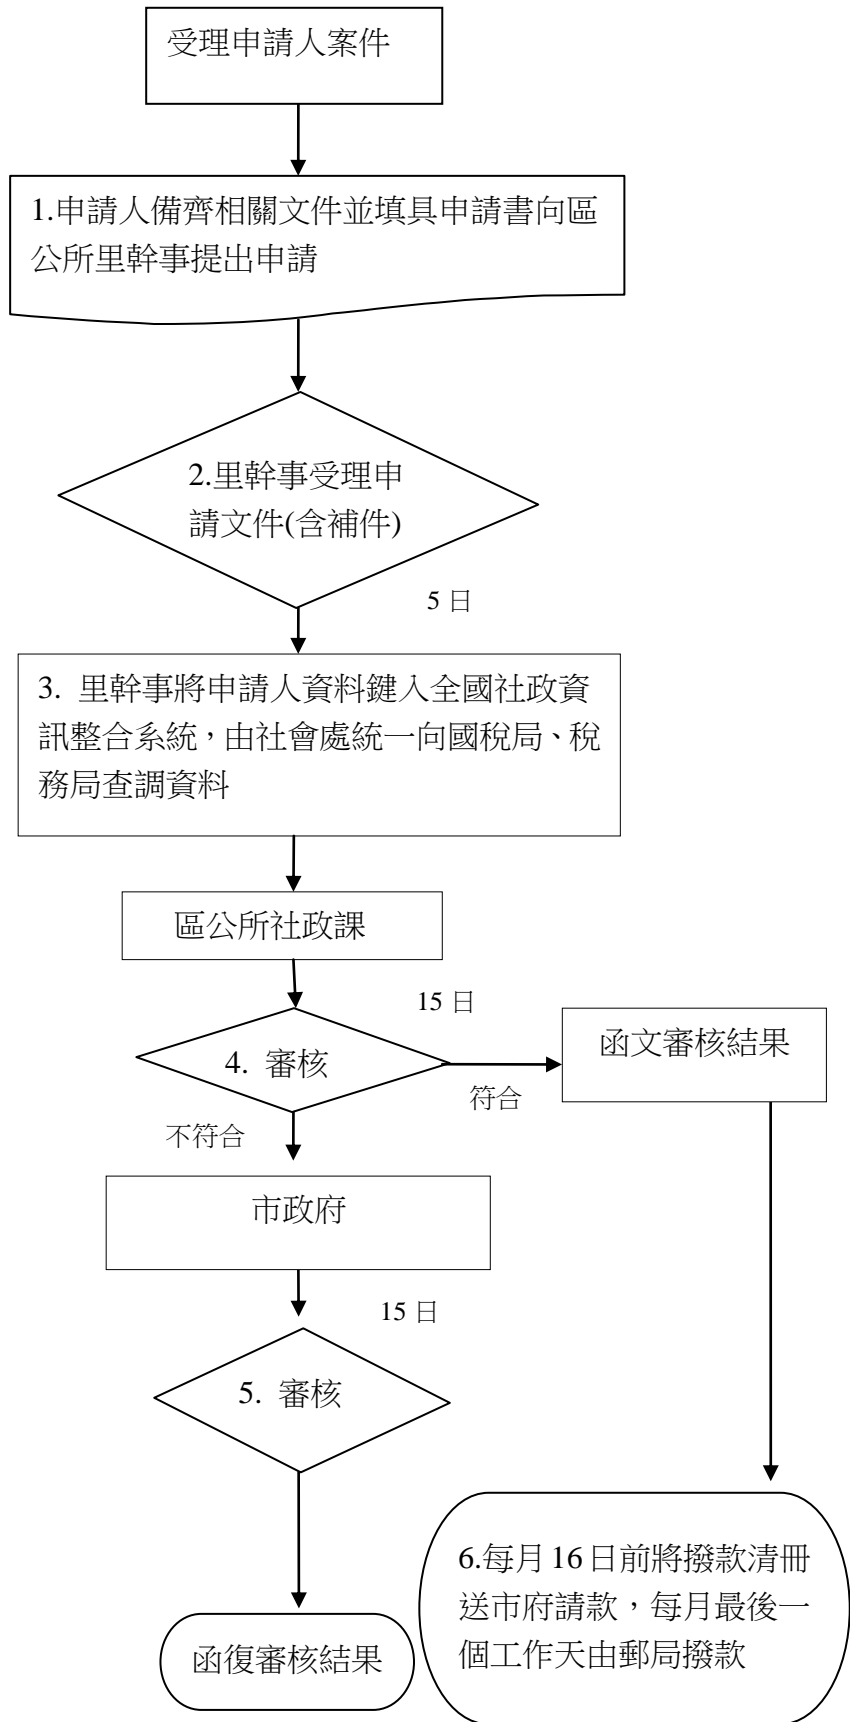 受理申請人案件
1.申請人備齊相關文件並填具申請書向區
公所里幹事提出申請
2.里幹事受理申
請文件(含補件)
5 日
3. 里幹事將申請人資料鍵入全國社政資
訊整合系統，由社會處統一向國稅局、稅
務局查調資料
區公所社政課
15 日
4. 審核
函文審核結果
符合
不符合
市政府
15 日
5. 審核
6.每月 16 日前將撥款清冊
送市府請款，每月最後一
個工作天由郵局撥款
函復審核結果